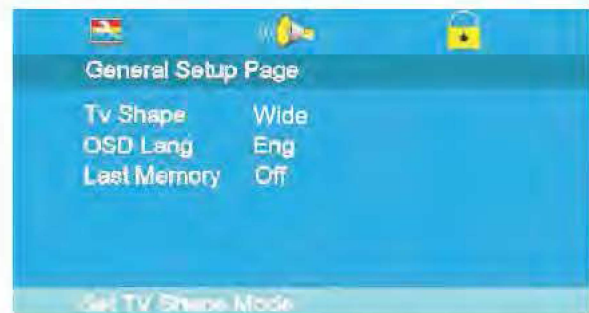 General Setup Page
Tv Shape Wide
OSD Lang Eng
Last Memory Off
Set TV Shape Mode